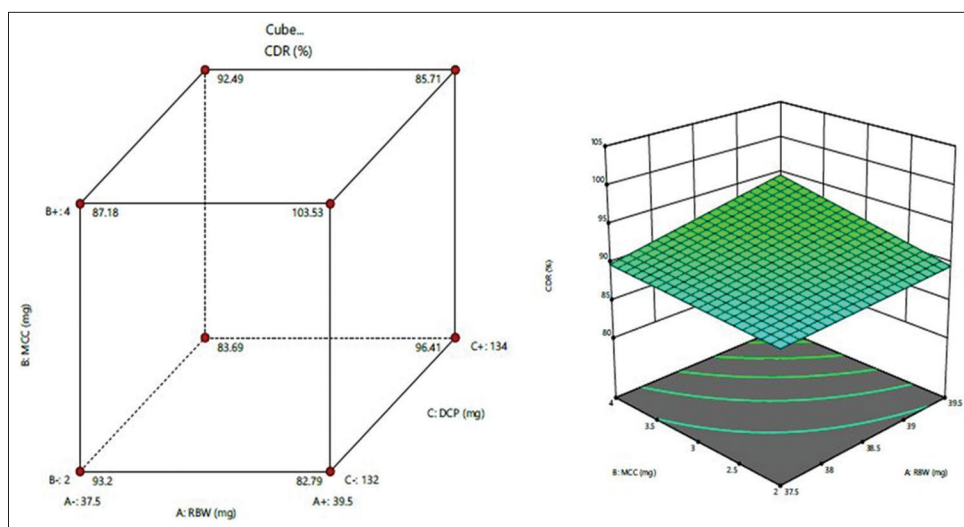 Cube...
CDR (%)
92.49
85.71
B+: 4
87.18
103.53
B: MCC (mg)
83.69
96.41
C+: 134
C: DCP (mg)
B-: 2
93.2
82.79
C-: 132
A-: 37.5
A+: 39.5
A: RBW (mg)
105
100
95
90
85
80
CDR (%)
4
3.5
3
2.5
2
39.5
39
38.5
38
37.5
B: MCC (mg)
A: RBW (mg)